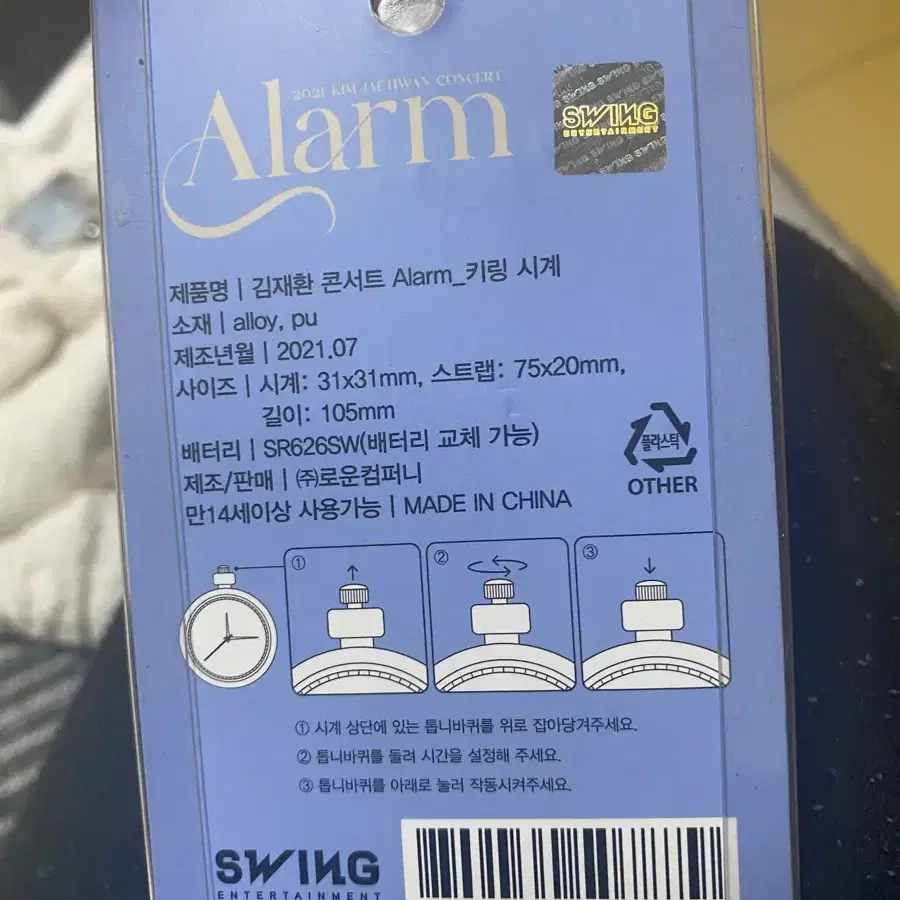 2021 KIM JAE HWAN CONCERT
Alarm
SWING
ENTERTAINMENT
제품명 | 김재환 콘서트 Alarm_키링 시계
소재 | alloy, pu
제조년월 | 2021.07
사이즈 | 시계: 31x31mm, 스트랩: 75x20mm,
길이: 105mm
배터리 | SR626SW(배터리 교체 가능)
제조/판매 | ㈜로운컴퍼니
만14세이상 사용가능 | MADE IN CHINA
플라스틱
OTHER
①
②
③
① 시계 상단에 있는 톱니바퀴를 위로 잡아당겨주세요.
② 톱니바퀴를 돌려 시간을 설정해 주세요.
③ 톱니바퀴를 아래로 눌러 작동시켜주세요.
SWING
ENTERTAINMENT